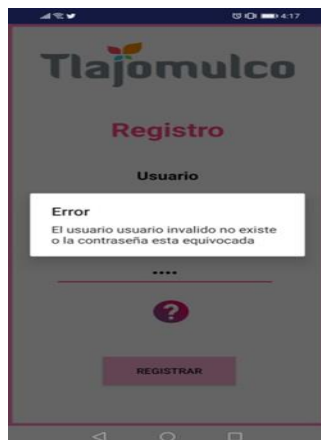 4:17
Tlajomulco
Registro
Usuario
Error
El usuario usuario invalido no existe
o la contraseña esta equivocada
••••
?
REGISTRAR